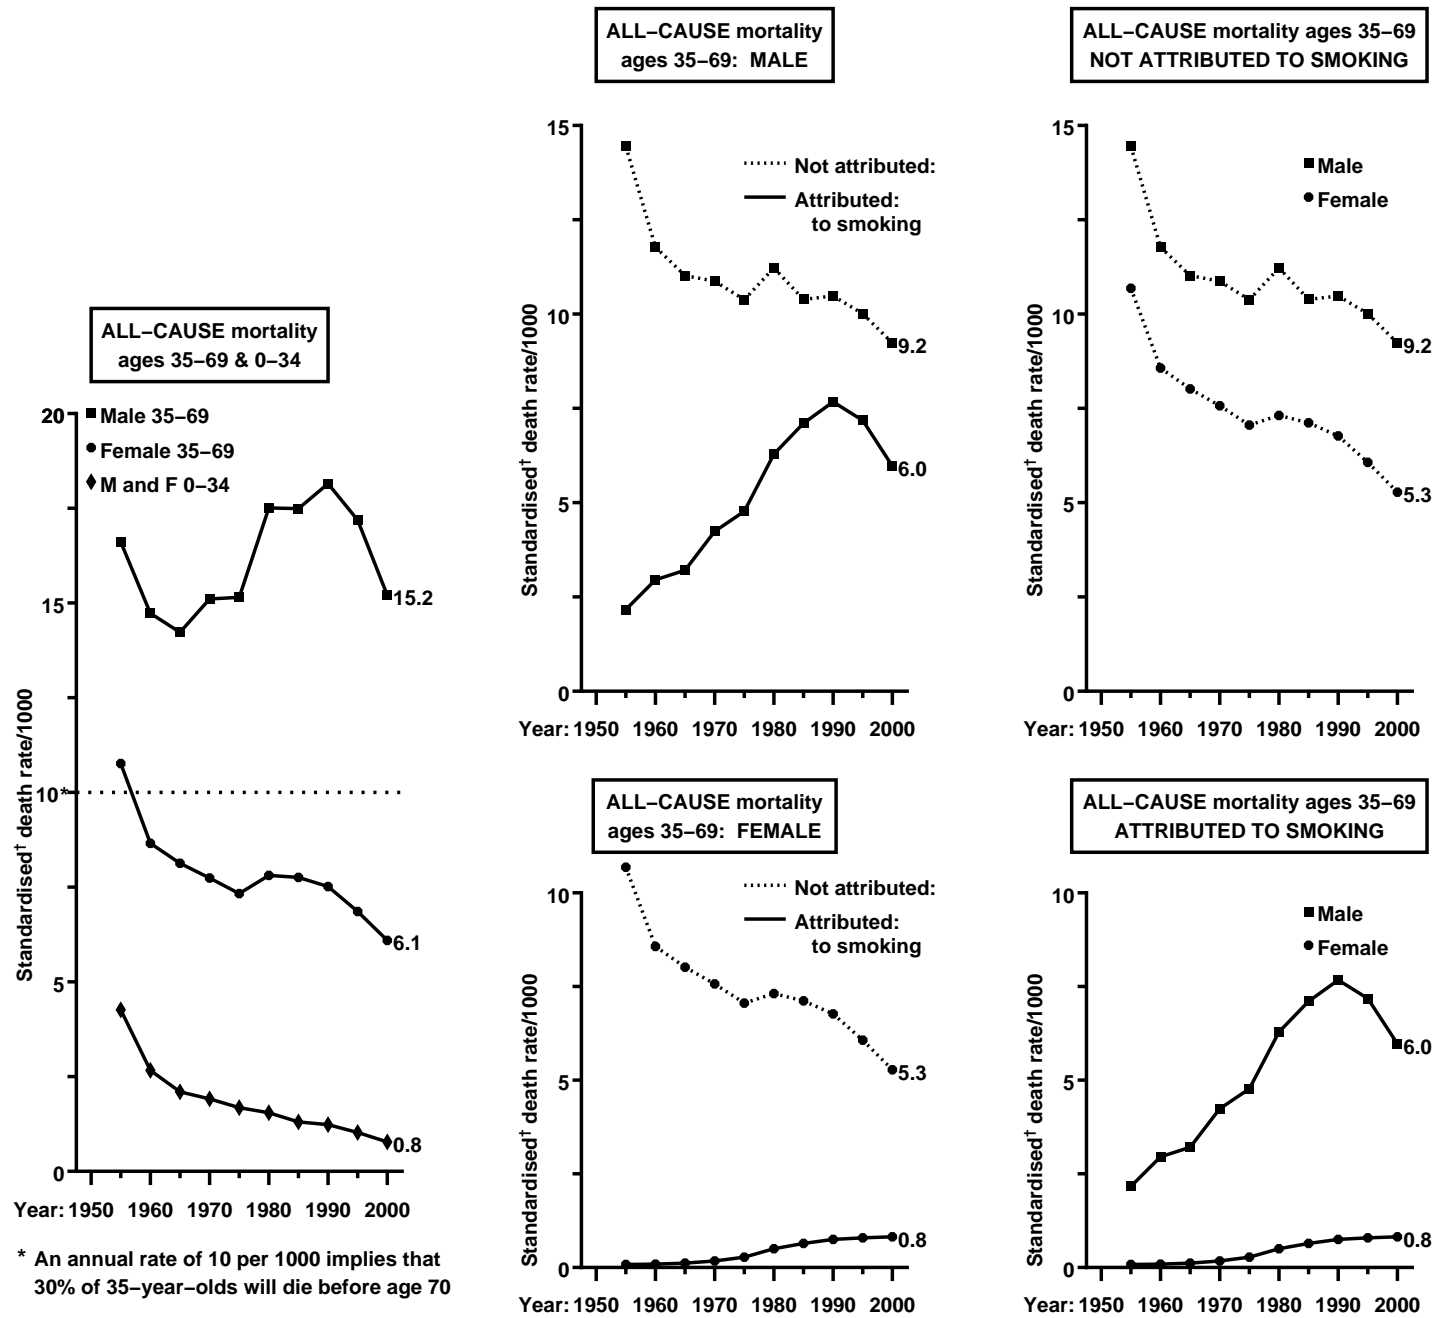 ALL–CAUSE mortality
ages 35–69 & 0–34
Male 35–69
Female 35–69
M and F 0–34
20
15
10*
5
0
Standardised† death rate/1000
15.2
6.1
0.8
Year: 1950 1960 1970 1980 1990 2000
* An annual rate of 10 per 1000 implies that
30% of 35–year–olds will die before age 70
ALL–CAUSE mortality
ages 35–69: MALE
Not attributed:
Attributed:
to smoking
15
10
5
0
Standardised† death rate/1000
9.2
6.0
Year: 1950 1960 1970 1980 1990 2000
ALL–CAUSE mortality ages 35–69
NOT ATTRIBUTED TO SMOKING
Male
Female
15
10
5
0
Standardised† death rate/1000
9.2
5.3
Year: 1950 1960 1970 1980 1990 2000
ALL–CAUSE mortality
ages 35–69: FEMALE
Not attributed:
Attributed:
to smoking
10
5
0
Standardised† death rate/1000
5.3
0.8
Year: 1950 1960 1970 1980 1990 2000
ALL–CAUSE mortality ages 35–69
ATTRIBUTED TO SMOKING
Male
Female
10
5
0
Standardised† death rate/1000
6.0
0.8
Year: 1950 1960 1970 1980 1990 2000